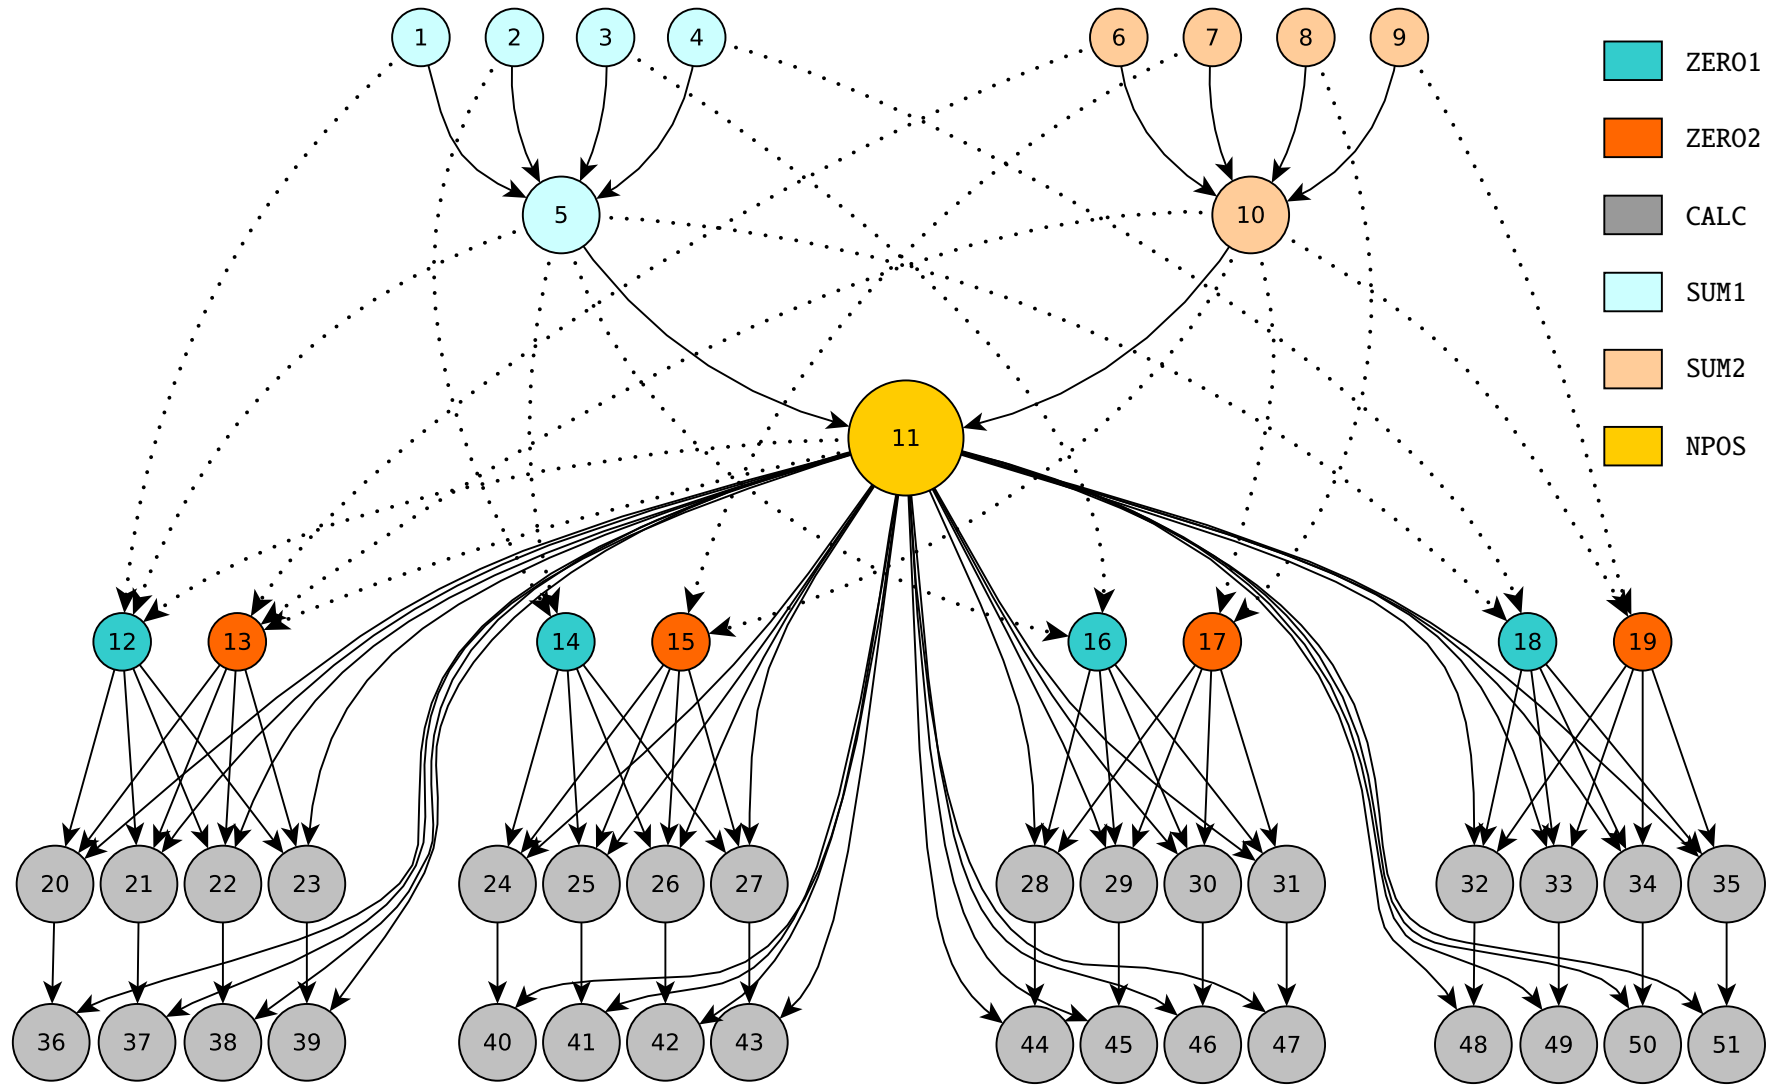 1 2 3 4 6 7 8 9
5 10
11
12 13 14 15 16 17 18 19
20 21 22 23 24 25 26 27 28 29 30 31 32 33 34 35
36 37 38 39 40 41 42 43 44 45 46 47 48 49 50 51
ZERO1
ZERO2
CALC
SUM1
SUM2
NPOS